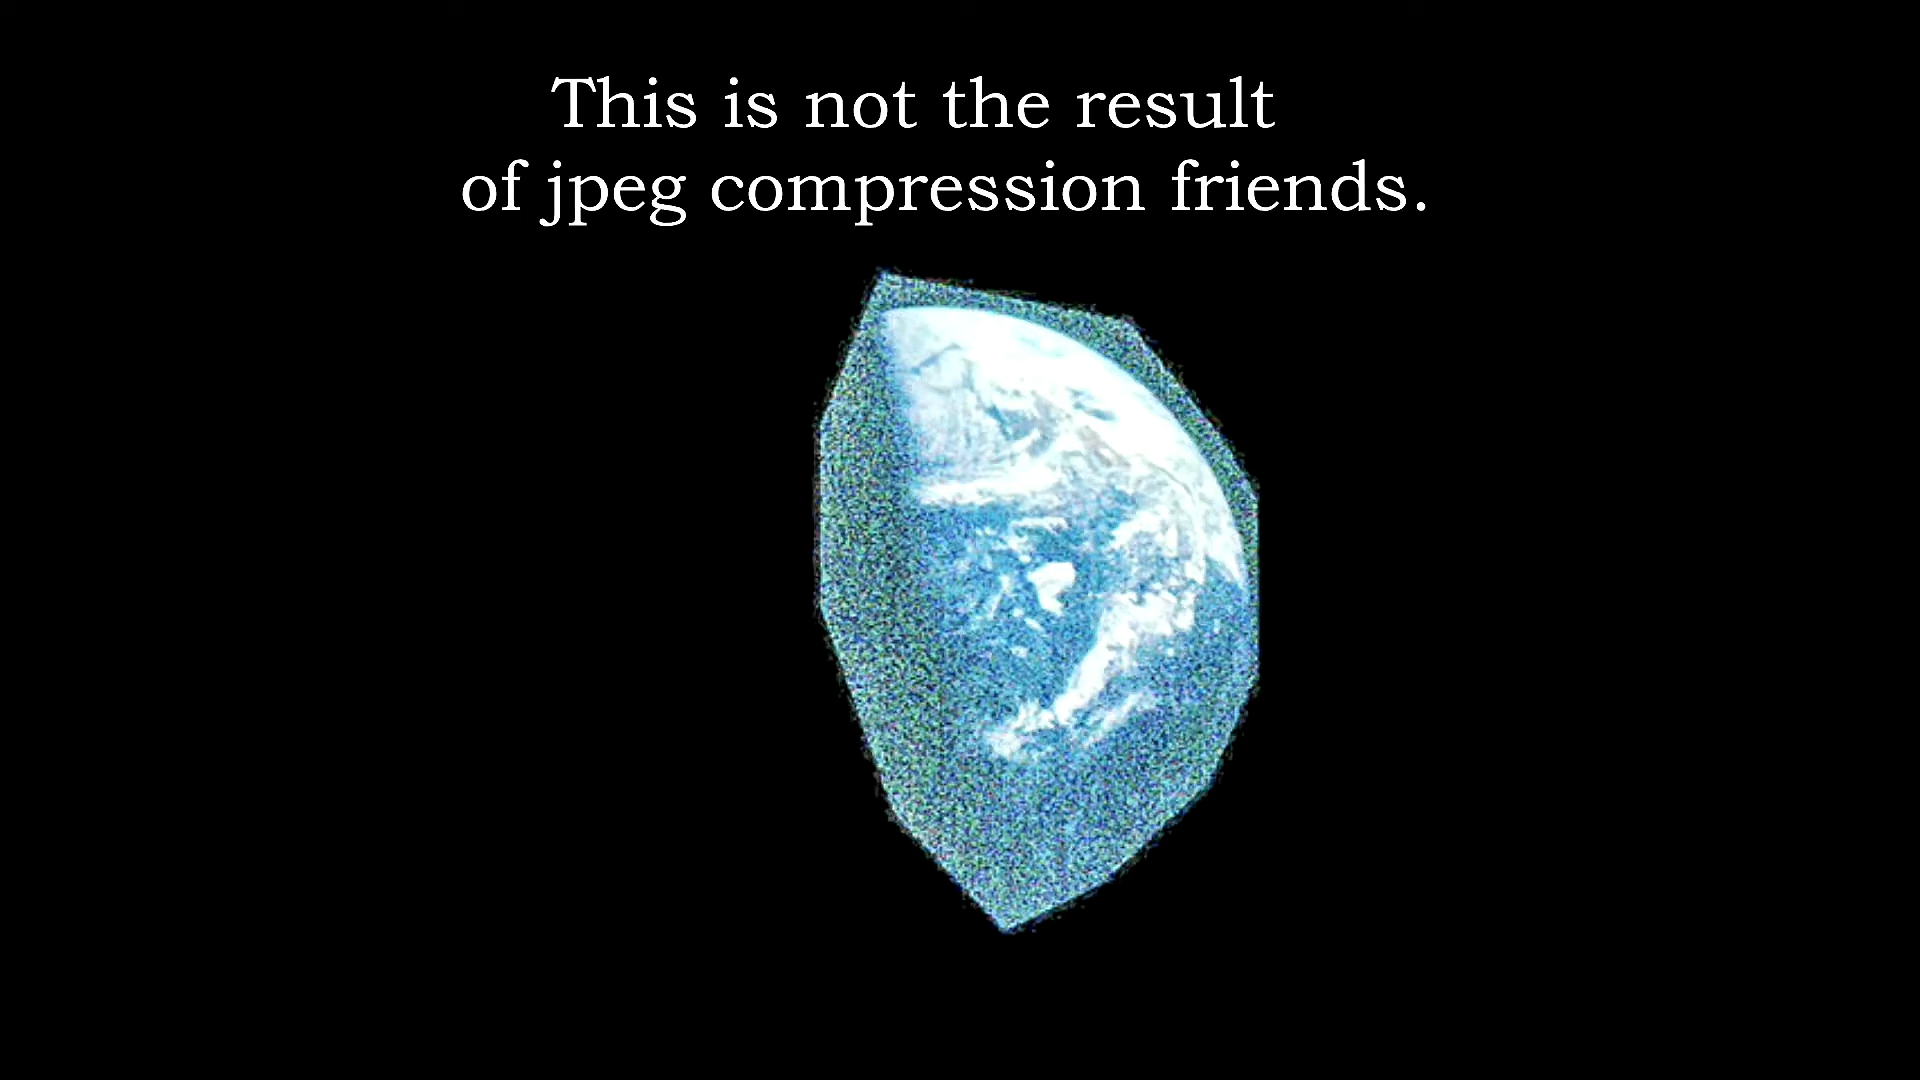 This is not the result
of jpeg compression friends.